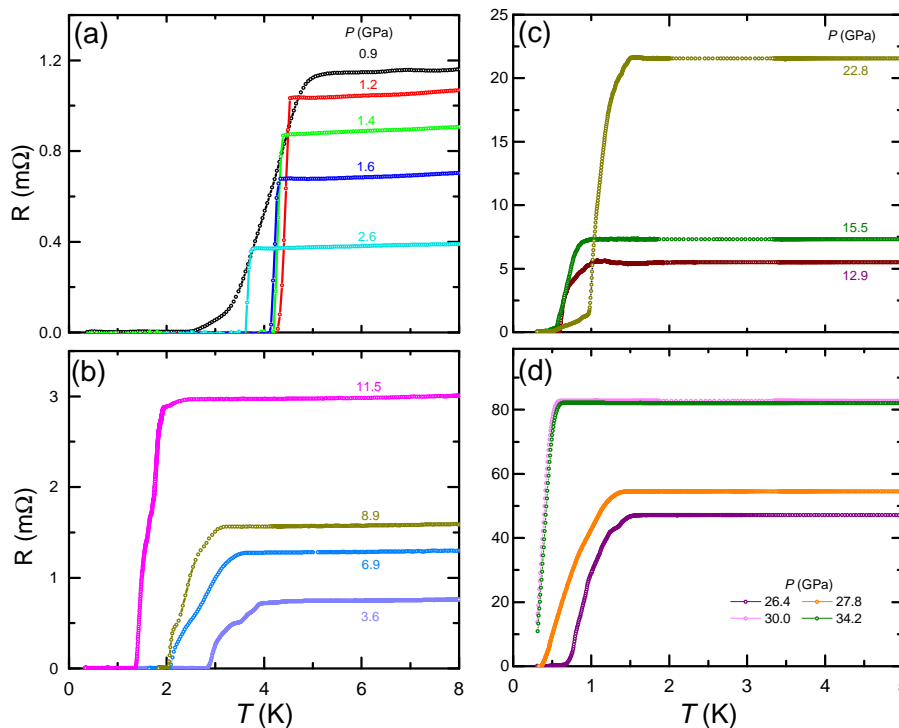 (a)
P (GPa)
0.9
1.2
1.4
1.6
2.6
1.2
0.8
0.4
0.0
R (mΩ)
(b)
11.5
8.9
6.9
3.6
3
2
1
0
R (mΩ)
0 2 4 6 8
T (K)
(c)
P (GPa)
22.8
15.5
12.9
25
20
15
10
5
0
(d)
80
60
40
20
0
P (GPa)
26.4 27.8
30.0 34.2
0 1 2 3 4
T (K)